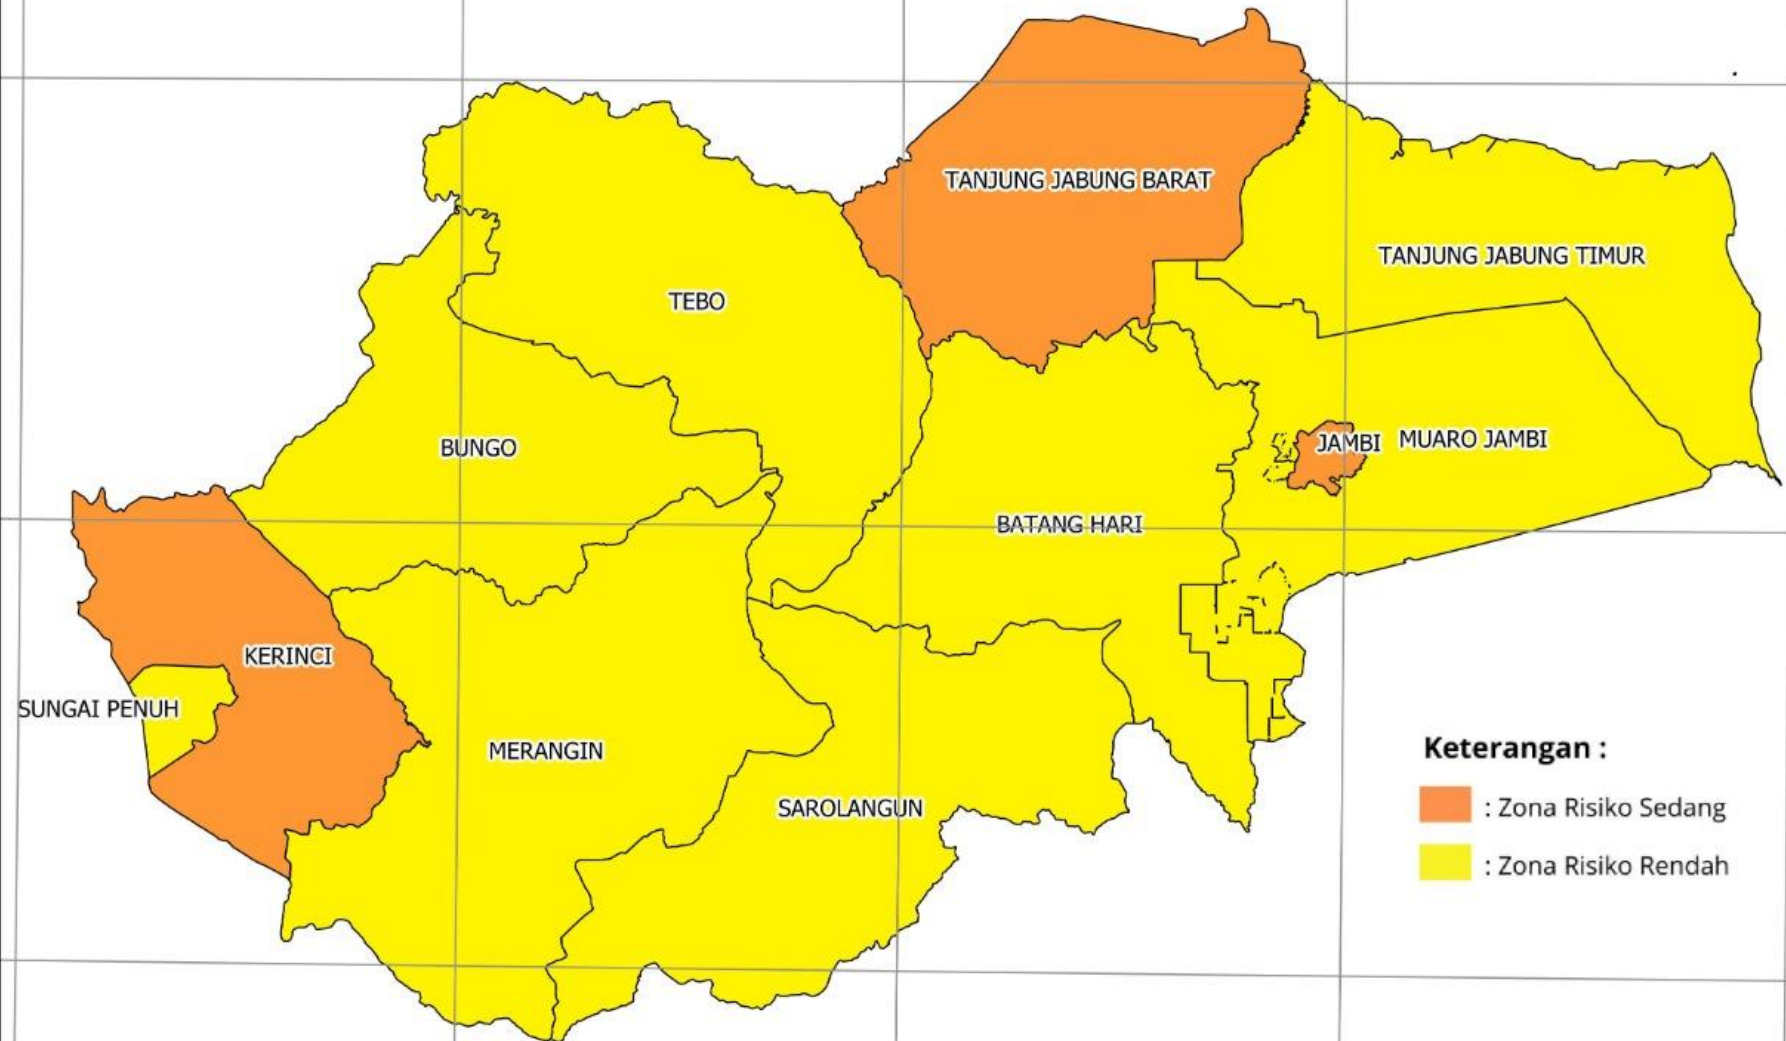 TANJUNG JABUNG BARAT
TANJUNG JABUNG TIMUR
TEBO
BUNGO
JAMBI
MUARO JAMBI
BATANG HARI
KERINCI
SUNGAI PENUH
MERANGIN
SAROLANGUN
Keterangan :
: Zona Risiko Sedang
: Zona Risiko Rendah